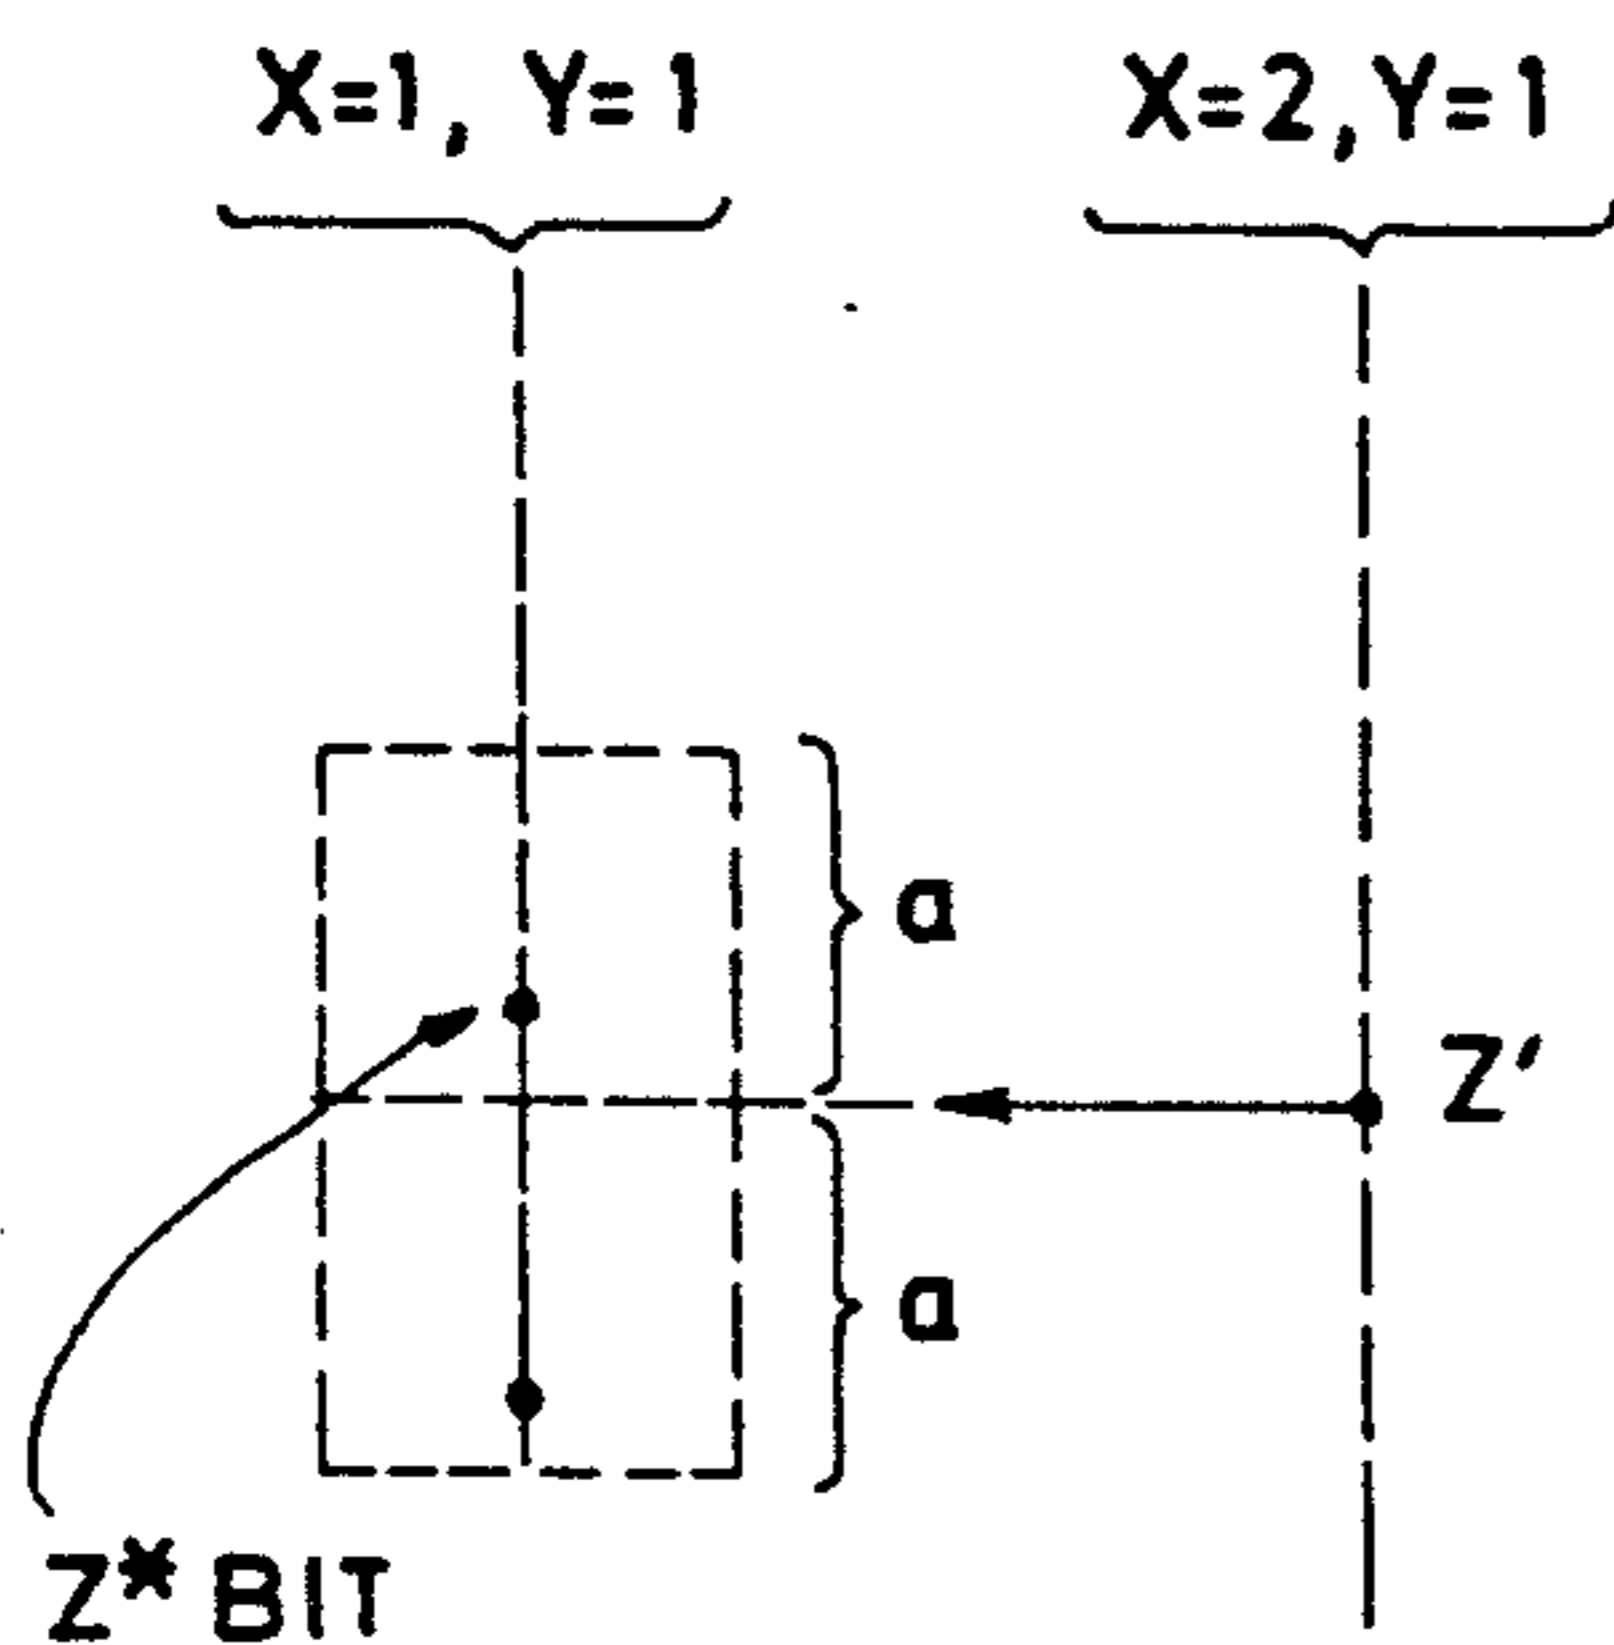 X=1, Y=1
X=2, Y=1
a
Z'
a
Z* BIT